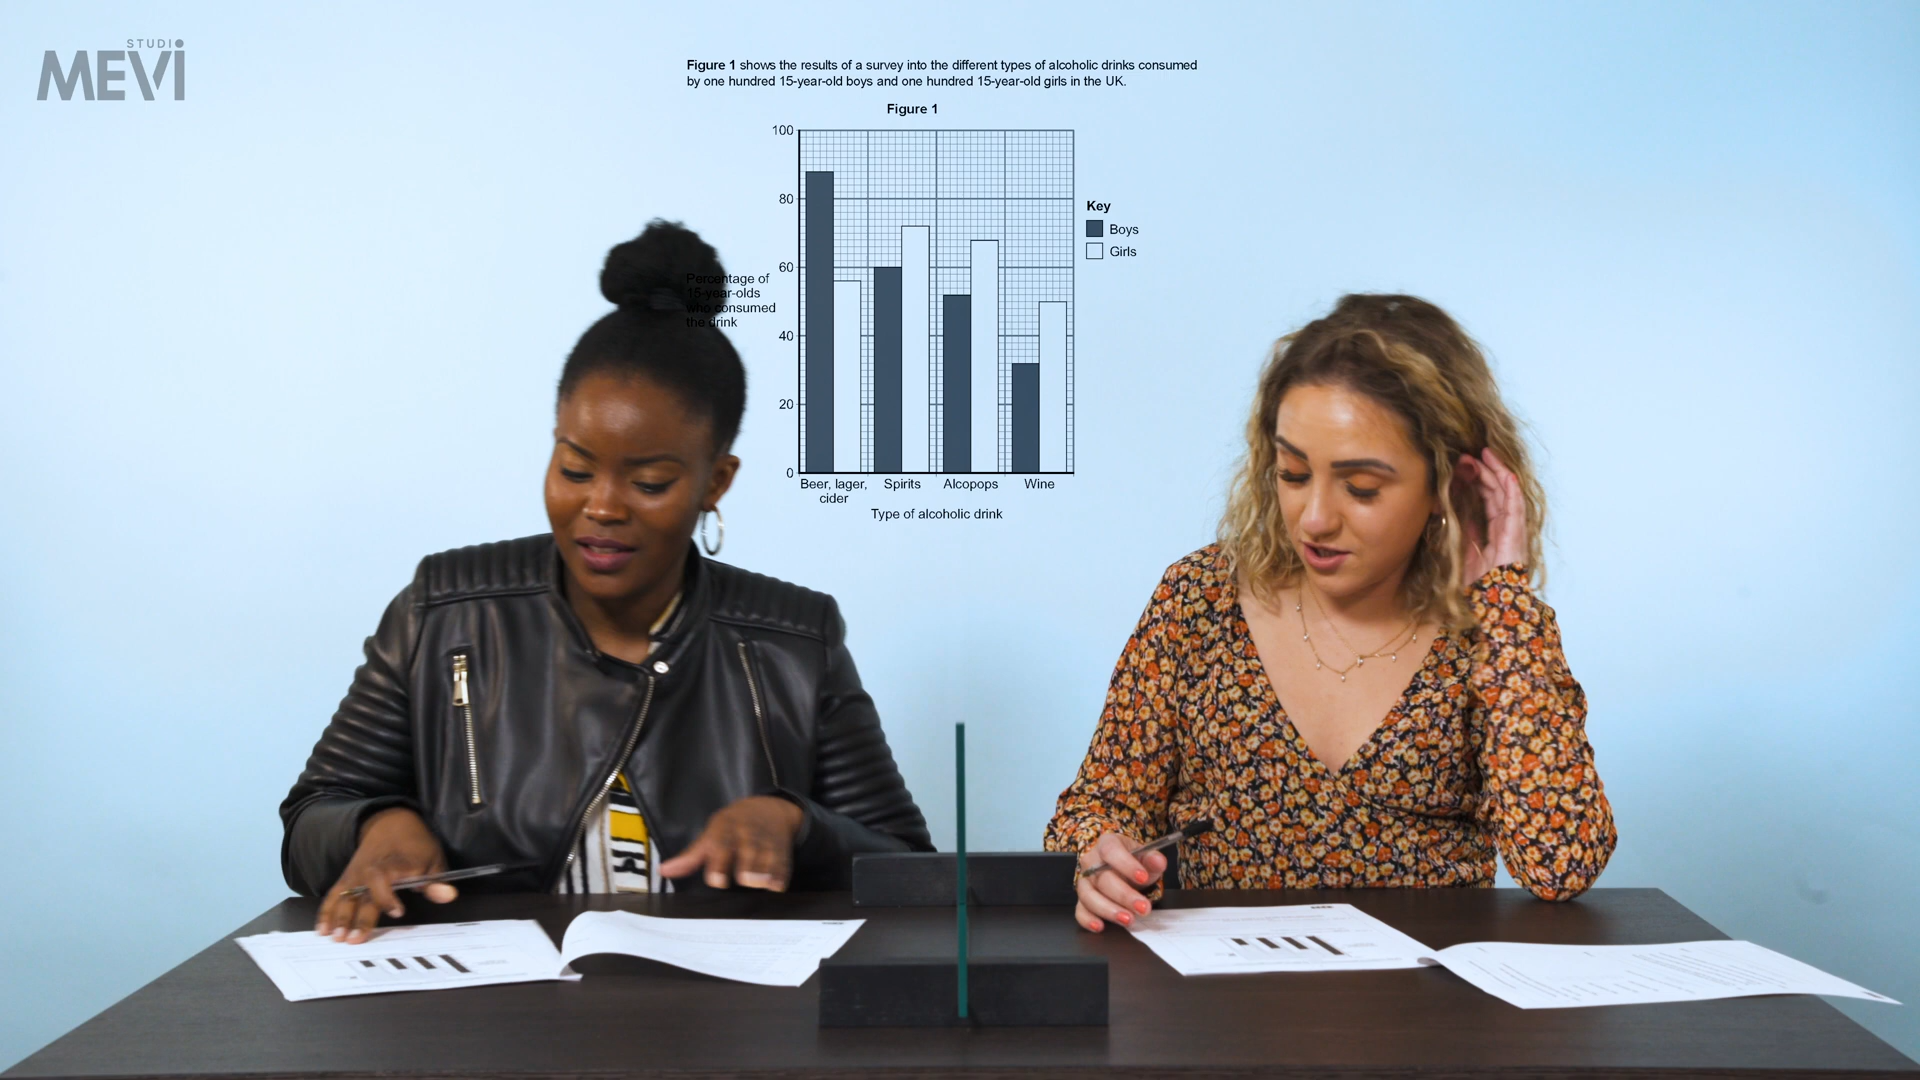 STUDIO
MEVI
Figure 1 shows the results of a survey into the different types of alcoholic drinks consumed
by one hundred 15-year-old boys and one hundred 15-year-old girls in the UK.
Figure 1
100
80
60
40
20
0
Percentage of
15-year-olds
who consumed
the drink
Key
Boys
Girls
Beer, lager,
cider
Spirits
Alcopops
Wine
Type of alcoholic drink